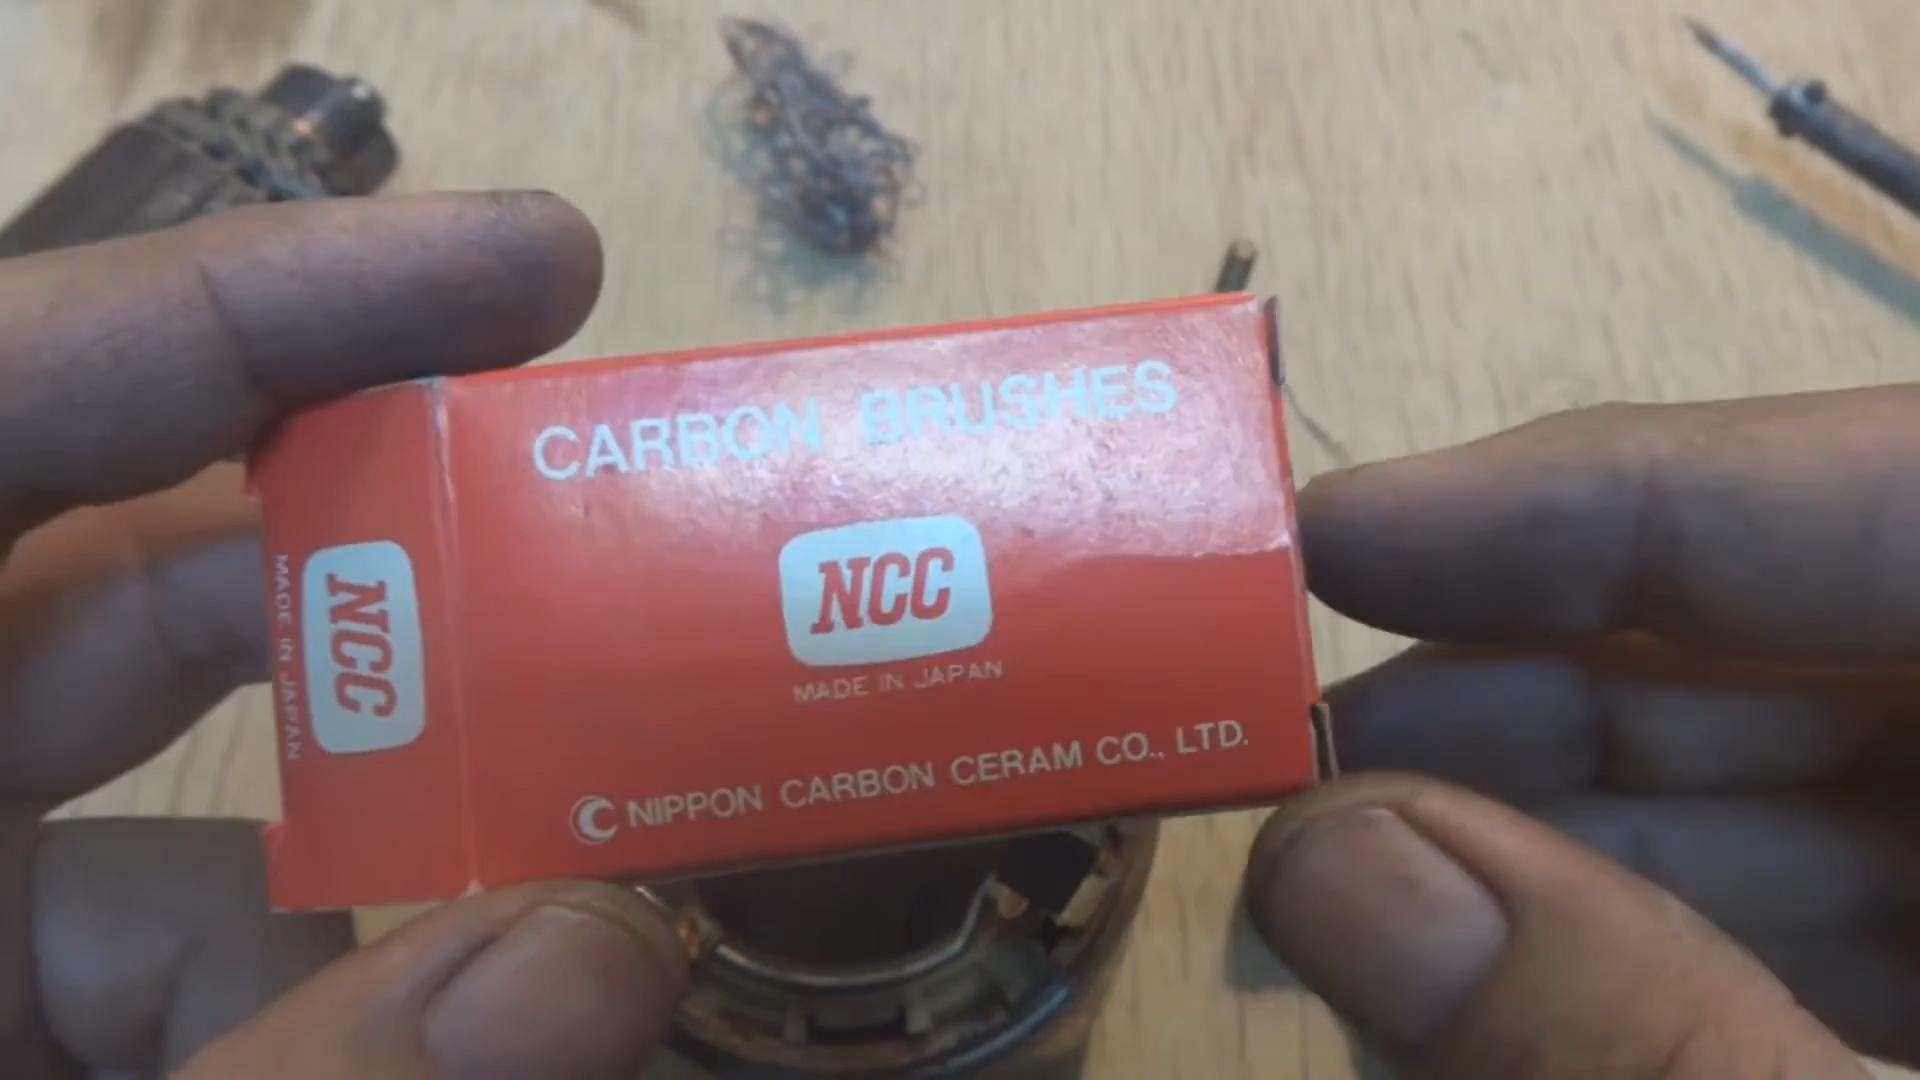 CARBON BRUSHES
NCC
MADE IN JAPAN
NIPPON CARBON CERAM CO., LTD.
NCC
MADE IN JAPAN